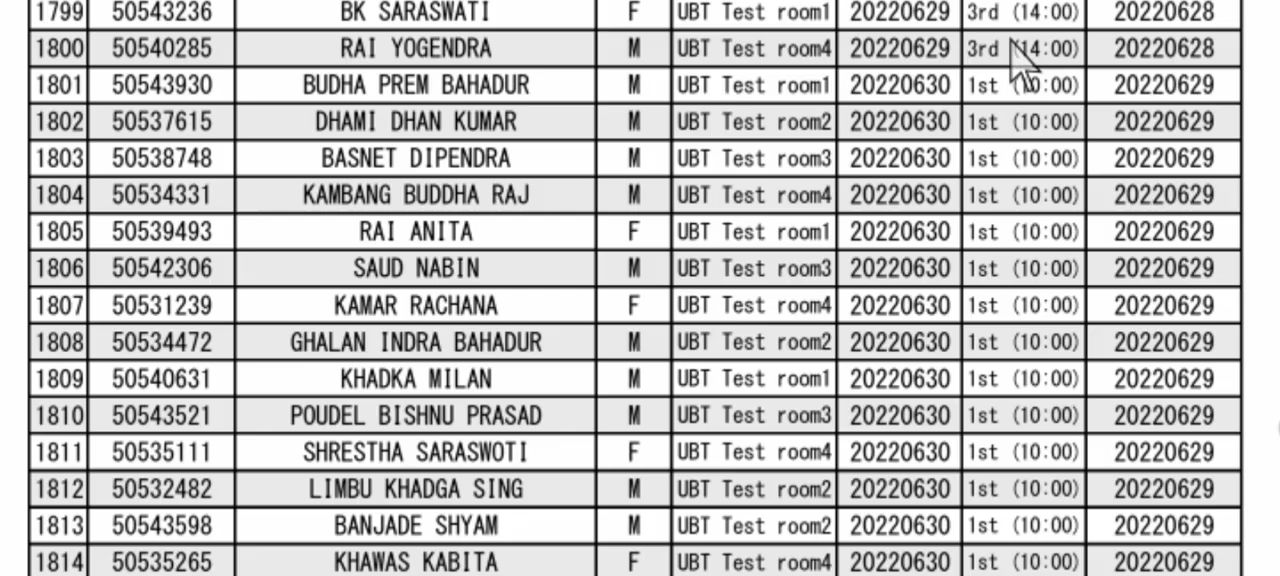 1799 50543236 BK SARASWATI F UBT Test room1 20220629 3rd (14:00) 20220628
1800 50540285 RAI YOGENDRA M UBT Test room4 20220629 3rd (14:00) 20220628
1801 50543930 BUDHA PREM BAHADUR M UBT Test room1 20220630 1st (10:00) 20220629
1802 50537615 DHAMI DHAN KUMAR M UBT Test room2 20220630 1st (10:00) 20220629
1803 50538748 BASNET DIPENDRA M UBT Test room3 20220630 1st (10:00) 20220629
1804 50534331 KAMBANG BUDDHA RAJ M UBT Test room4 20220630 1st (10:00) 20220629
1805 50539493 RAI ANITA F UBT Test room1 20220630 1st (10:00) 20220629
1806 50542306 SAUD NABIN M UBT Test room3 20220630 1st (10:00) 20220629
1807 50531239 KAMAR RACHANA F UBT Test room4 20220630 1st (10:00) 20220629
1808 50534472 GHALAN INDRA BAHADUR M UBT Test room2 20220630 1st (10:00) 20220629
1809 50540631 KHADKA MILAN M UBT Test room1 20220630 1st (10:00) 20220629
1810 50543521 POUDEL BISHNU PRASAD M UBT Test room3 20220630 1st (10:00) 20220629
1811 50535111 SHRESTHA SARASWOTI F UBT Test room4 20220630 1st (10:00) 20220629
1812 50532482 LIMBU KHADGA SING M UBT Test room2 20220630 1st (10:00) 20220629
1813 50543598 BANJADE SHYAM M UBT Test room2 20220630 1st (10:00) 20220629
1814 50535265 KHAWAS KABITA F UBT Test room4 20220630 1st (10:00) 20220629